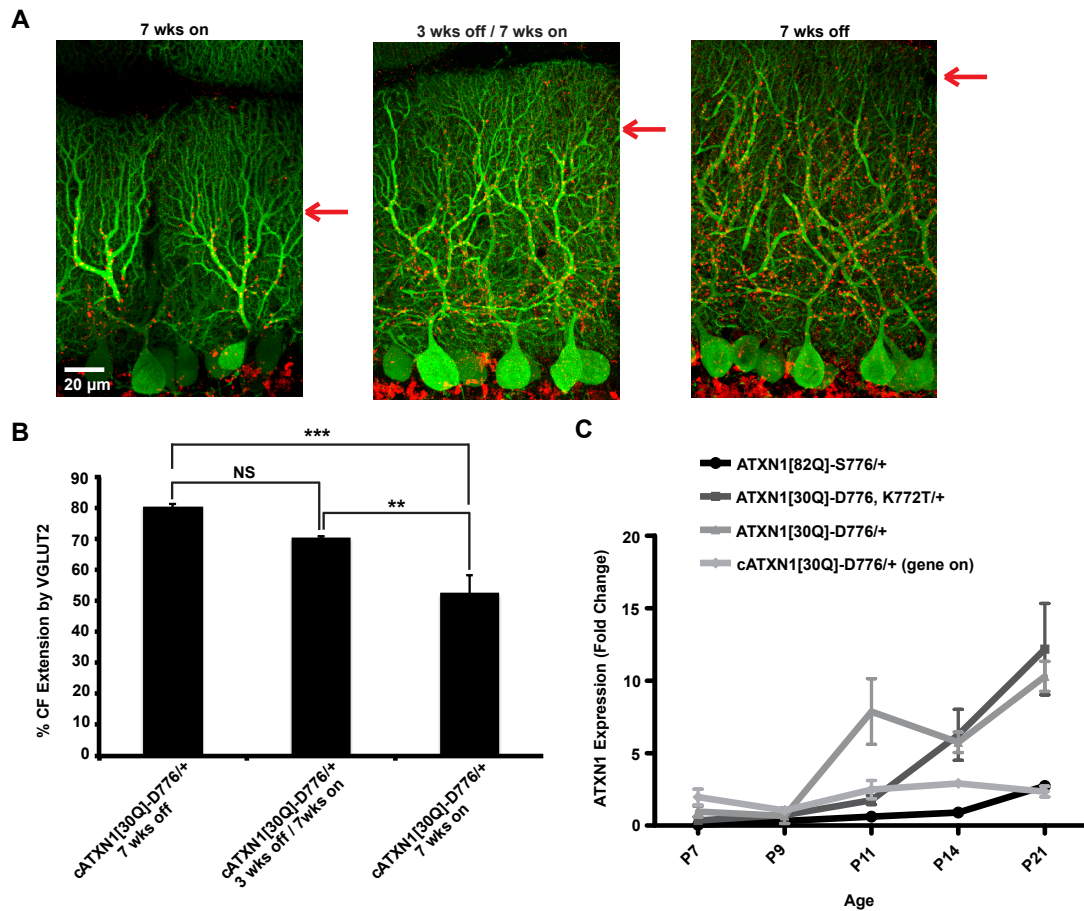 A
7 wks on
3 wks off / 7 wks on
7 wks off
20 µm
B
***
NS
**
90
80
70
60
50
40
30
20
10
0
% CF Extension by VGLUT2
cATXN1[30Q]-D776/+
7 wks off
cATXN1[30Q]-D776/+
3 wks off / 7wks on
cATXN1[30Q]-D776/+
7 wks on
C
ATXN1[82Q]-S776/+
ATXN1[30Q]-D776, K772T/+
ATXN1[30Q]-D776/+
cATXN1[30Q]-D776/+ (gene on)
20
15
10
5
0
ATXN1 Expression (Fold Change)
P7
P9
P11
P14
P21
Age